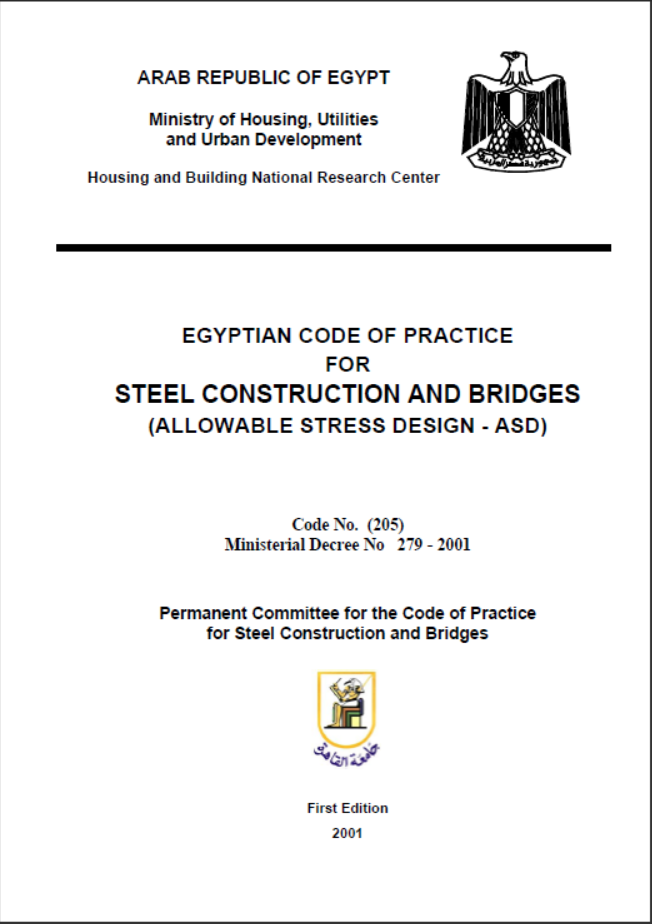 ARAB REPUBLIC OF EGYPT
Ministry of Housing, Utilities
and Urban Development
Housing and Building National Research Center
جمهورية مصر العربية
EGYPTIAN CODE OF PRACTICE
FOR
STEEL CONSTRUCTION AND BRIDGES
(ALLOWABLE STRESS DESIGN - ASD)
Code No. (205)
Ministerial Decree No 279 - 2001
Permanent Committee for the Code of Practice
for Steel Construction and Bridges
جامعة القاهرة
First Edition
2001